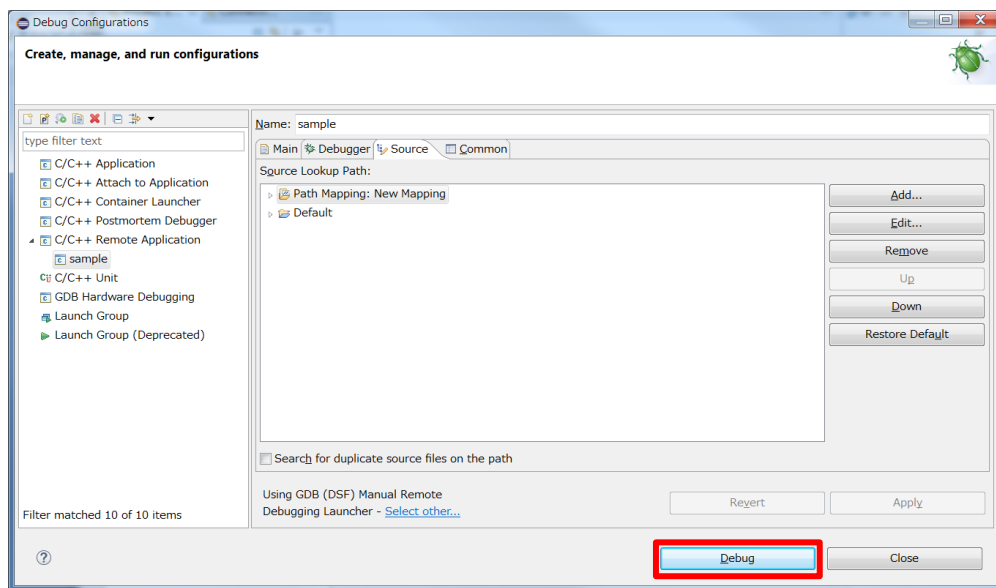 Debug Configurations
Create, manage, and run configurations
type filter text
C/C++ Application
C/C++ Attach to Application
C/C++ Container Launcher
C/C++ Postmortem Debugger
C/C++ Remote Application
sample
C/C++ Unit
GDB Hardware Debugging
Launch Group
Launch Group (Deprecated)
Filter matched 10 of 10 items
Name: sample
Main Debugger Source Common
Source Lookup Path:
Path Mapping: New Mapping
Default
Add...
Edit...
Remove
Up
Down
Restore Default
Search for duplicate source files on the path
Using GDB (DSF) Manual Remote
Debugging Launcher - Select other...
Revert
Apply
Debug
Close